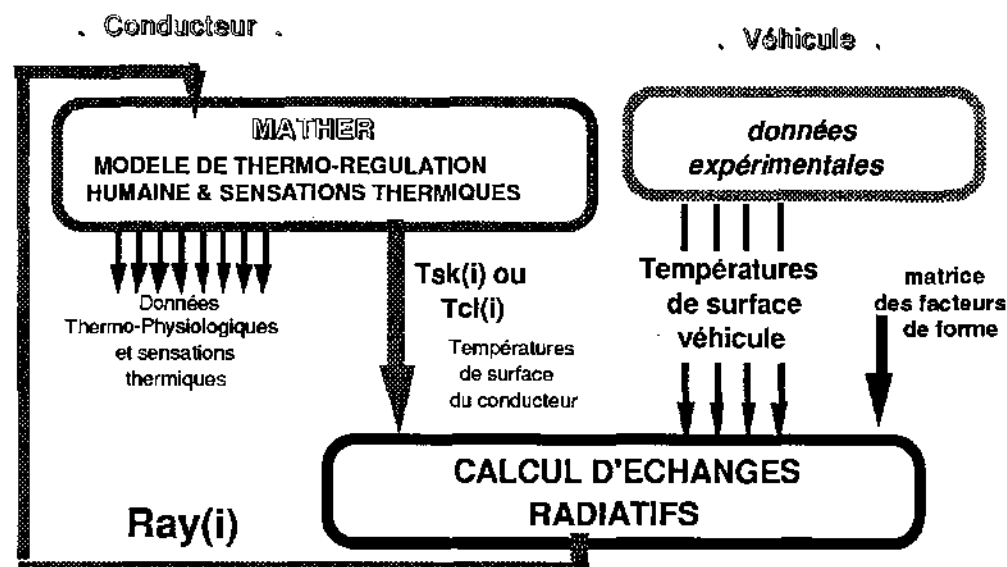 . Conducteur .
. Véhicule .
MATHER
MODELE DE THERMO-REGULATION
HUMAINE & SENSATIONS THERMIQUES
données
expérimentales
Tsk(i) ou
Tcl(i)
Températures
de surface
du conducteur
Données
Thermo-Physiologiques
et sensations
thermiques
Températures
de surface
véhicule
matrice
des facteurs
de forme
CALCUL D'ECHANGES
RADIATIFS
Ray(i)